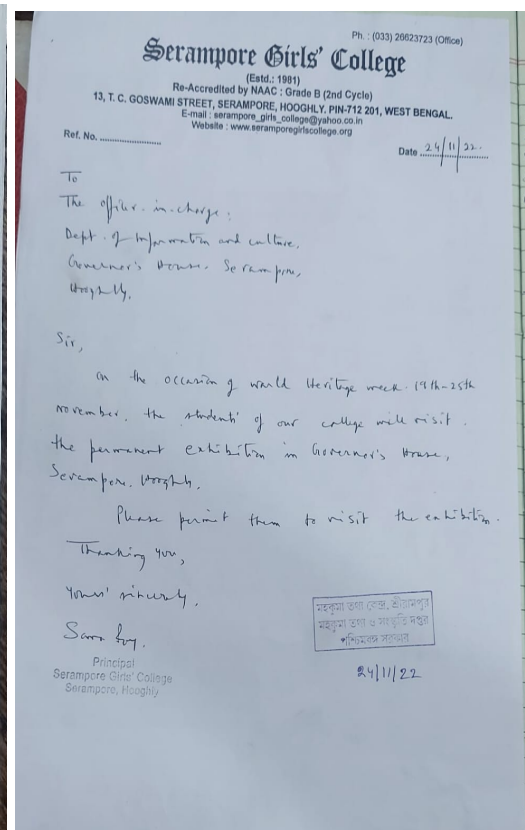 Ph. : (033) 26623723 (Office)
Serampore Girls' College
(Estd.: 1981)
Re-Accredited by NAAC : Grade B (2nd Cycle)
13, T. C. GOSWAMI STREET, SERAMPORE, HOOGHLY. PIN-712 201, WEST BENGAL.
E-mail : serampore_girls_college@yahoo.co.in
Website : www.seramporegirlscollege.org
Ref. No. ......................
Date 24/11/22.
To
The officer-in-charge,
Dept. of Information and culture,
Governor's House. Serampore,
Hooghly.
Sir,
On the occasion of World Heritage week. 19th-25th
November. the students' of our college will visit.
the permanent exhibition in Governor's House,
Serampore. Hooghly.
Please permit them to visit the exhibition.
Thanking you,
Yours' sincerely.
Principal
Serampore Girls' College
Serampore, Hooghly
মহকুমা তথ্য কেন্দ্র, শ্রীরামপুর
মহকুমা তথ্য ও সংস্কৃতি দপ্তর
পশ্চিমবঙ্গ সরকার
24/11/22